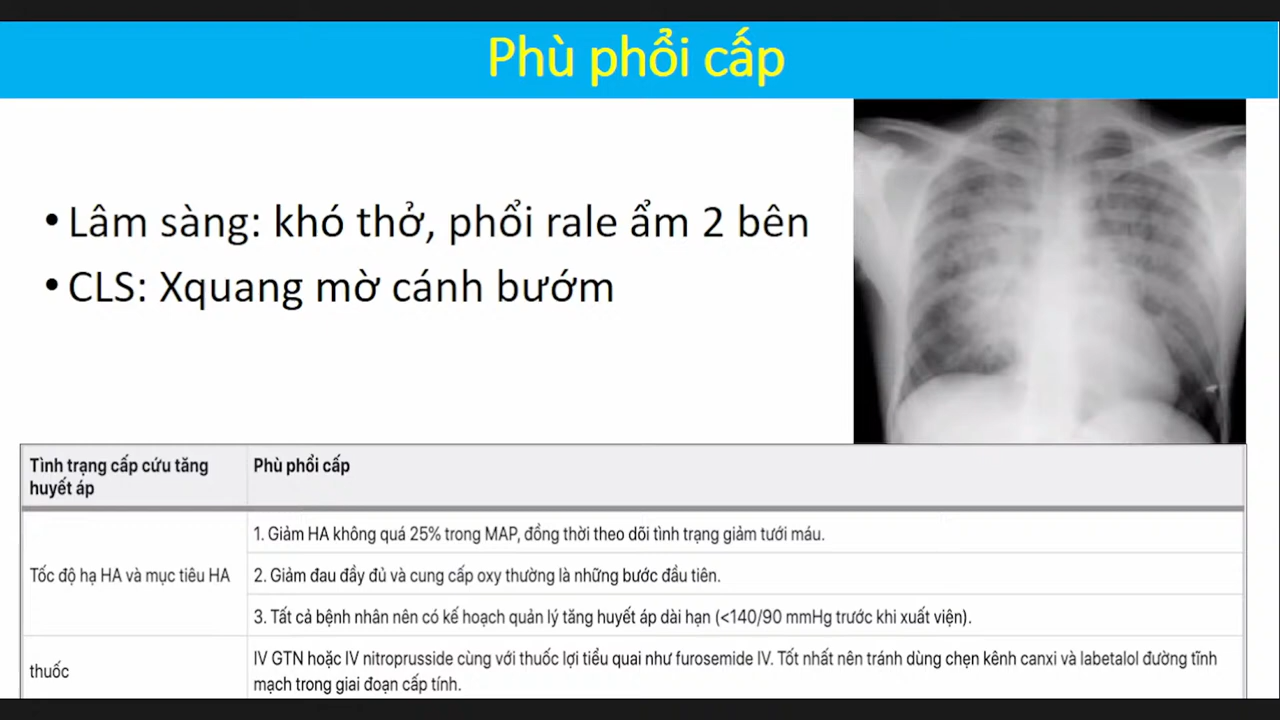 Phù phổi cấp
• Lâm sàng: khó thở, phổi rale ẩm 2 bên
• CLS: Xquang mờ cánh bướm
Tình trạng cấp cứu tăng
huyết áp
Phù phổi cấp
Tốc độ hạ HA và mục tiêu HA
1. Giảm HA không quá 25% trong MAP, đồng thời theo dõi tình trạng giảm tưới máu.
2. Giảm đau đầy đủ và cung cấp oxy thường là những bước đầu tiên.
3. Tất cả bệnh nhân nên có kế hoạch quản lý tăng huyết áp dài hạn (<140/90 mmHg trước khi xuất viện).
thuốc
IV GTN hoặc IV nitroprusside cùng với thuốc lợi tiểu quai như furosemide IV. Tốt nhất nên tránh dùng chẹn kênh canxi và labetalol đường tĩnh
mạch trong giai đoạn cấp tính.